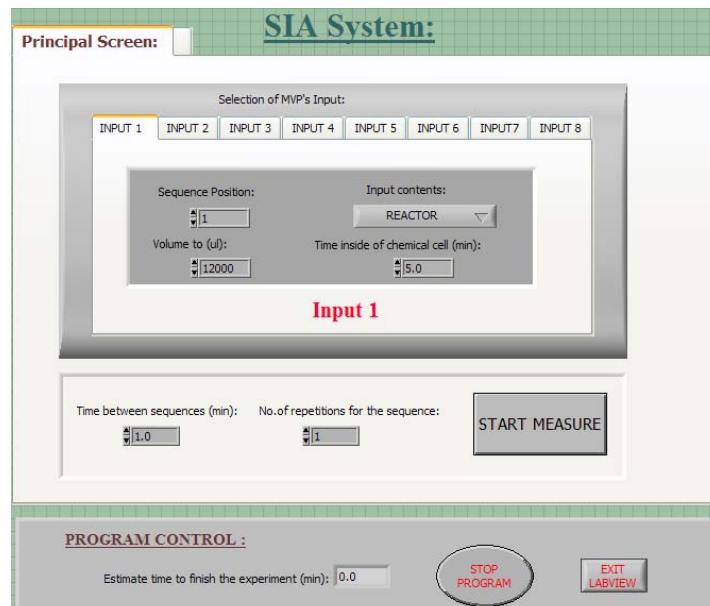 SIA System:
Principal Screen:
Selection of MVP's Input:
INPUT 1 INPUT 2 INPUT 3 INPUT 4 INPUT 5 INPUT 6 INPUT7 INPUT 8
Sequence Position: Input contents:
1 REACTOR
Volume to (ul): Time inside of chemical cell (min):
12000 5.0
Input 1
Time between sequences (min): No.of repetitions for the sequence:
1.0 1
START MEASURE
PROGRAM CONTROL :
Estimate time to finish the experiment (min): 0.0
STOP
PROGRAM
EXIT
LABVIEW